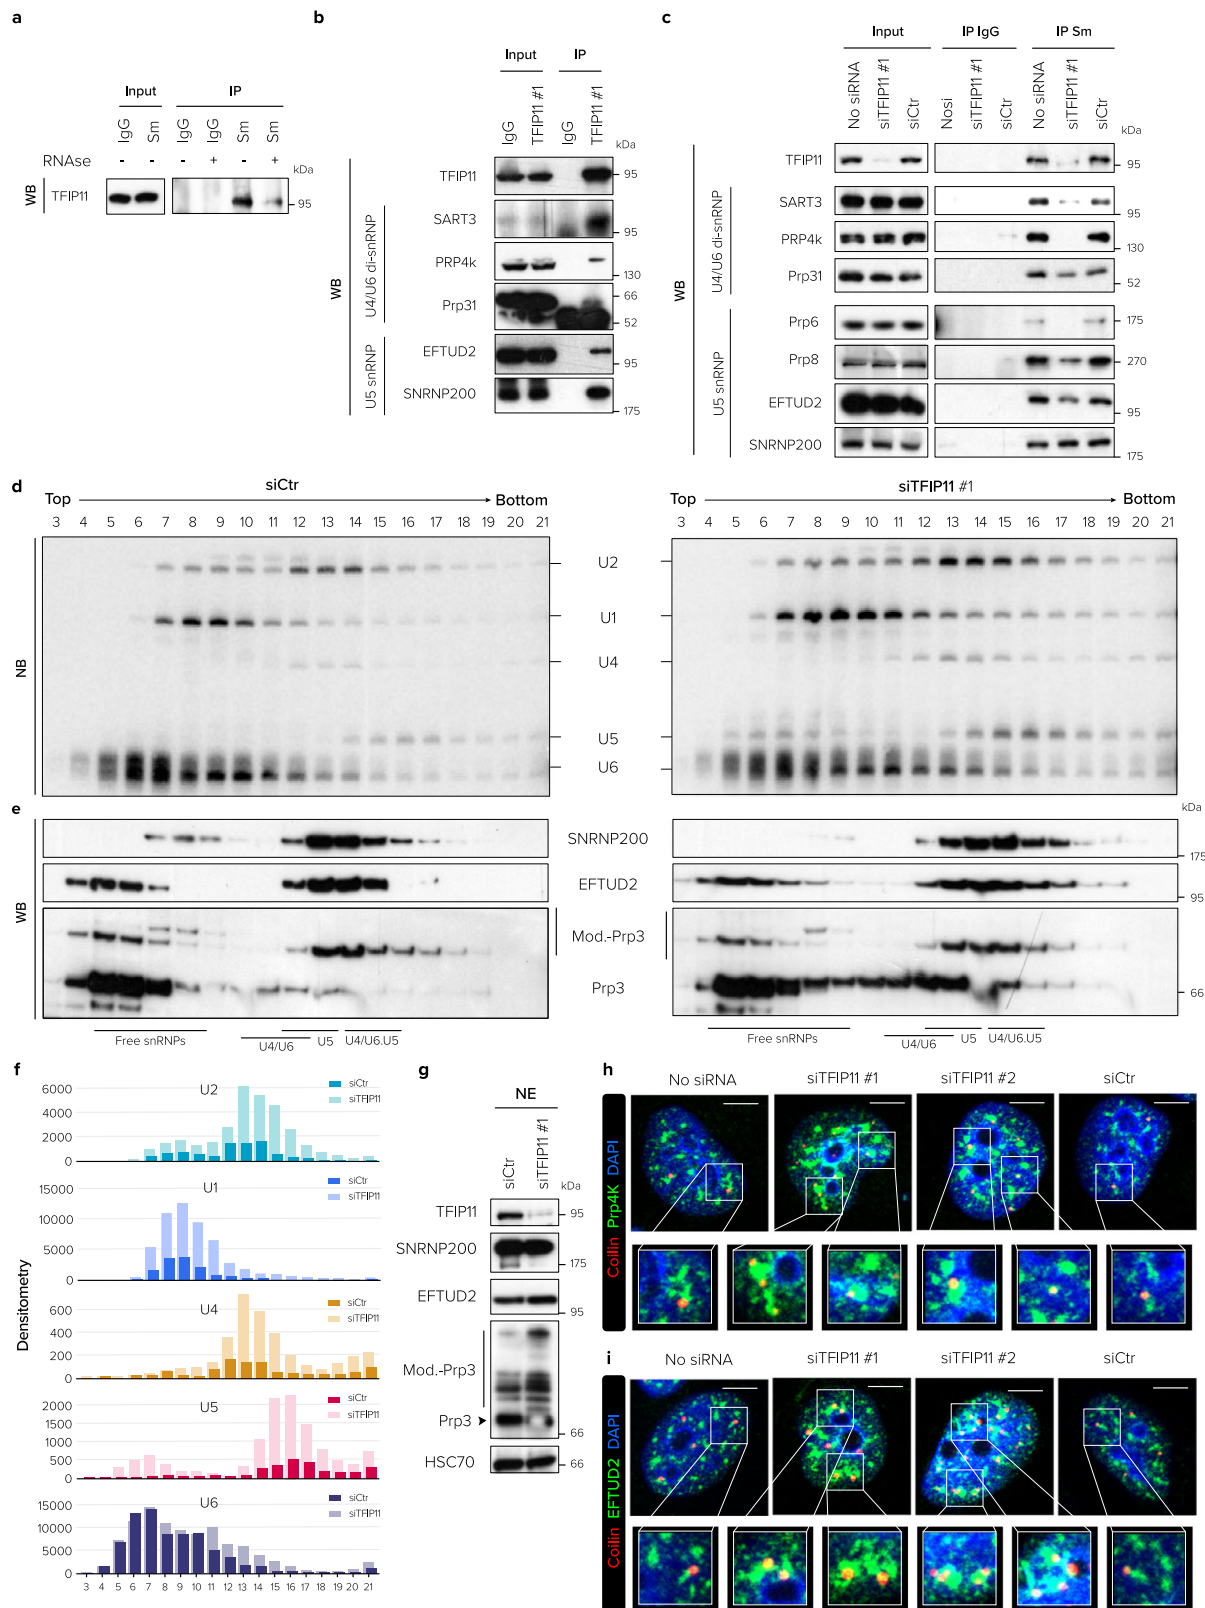 a
Input
IP
IgG
Sm
IgG
IgG
Sm
Sm
RNAse
-
-
-
+
-
+
kDa
WB
TFIP11
95
b
Input
IP
IgG
TFIP11 #1
IgG
TFIP11 #1
kDa
WB
U4/U6 di-snRNP
U5 snRNP
TFIP11
95
SART3
95
PRP4k
130
Prp31
66
52
EFTUD2
95
SNRNP200
175
c
Input
IP IgG
IP Sm
No siRNA
siTFIP11 #1
siCtr
Nosi
siTFIP11 #1
siCtr
No siRNA
siTFIP11 #1
siCtr
kDa
WB
U4/U6 di-snRNP
U5 snRNP
TFIP11
95
SART3
95
PRP4k
130
Prp31
52
Prp6
175
Prp8
270
EFTUD2
95
SNRNP200
175
d
siCtr
Top
Bottom
3 4 5 6 7 8 9 10 11 12 13 14 15 16 17 18 19 20 21
siTFIP11 #1
Top
Bottom
3 4 5 6 7 8 9 10 11 12 13 14 15 16 17 18 19 20 21
NB
U2
U1
U4
U5
U6
e
kDa
WB
SNRNP200
175
EFTUD2
95
Mod.-Prp3
Prp3
66
Free snRNPs
U4/U6
U5
U4/U6.U5
Free snRNPs
U4/U6
U5
U4/U6.U5
f
Densitometry
U2
siCtr
siTFIP11
6000
4000
2000
0
U1
siCtr
siTFIP11
15000
10000
5000
0
U4
siCtr
siTFIP11
600
400
200
0
U5
siCtr
siTFIP11
2000
1500
1000
500
0
U6
siCtr
siTFIP11
15000
10000
5000
0
3 4 5 6 7 8 9 10 11 12 13 14 15 16 17 18 19 20 21
g
NE
siCtr
siTFIP11 #1
kDa
TFIP11
95
SNRNP200
175
EFTUD2
95
Mod.-Prp3
Prp3
66
HSC70
66
h
No siRNA
siTFIP11 #1
siTFIP11 #2
siCtr
Coilin Prp4K DAPI
i
No siRNA
siTFIP11 #1
siTFIP11 #2
siCtr
Coilin EFTUD2 DAPI